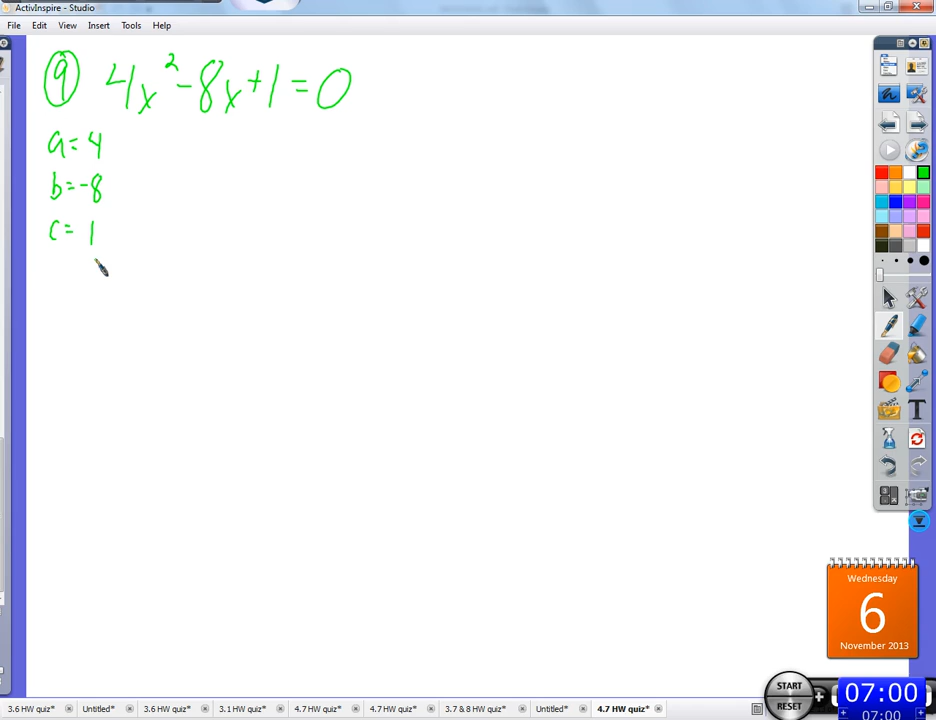 ActivInspire - Studio
File Edit View Insert Tools Help
9 4x² - 8x + 1 = 0
a = 4
b = -8
c = 1
Wednesday
6
November 2013
START
RESET
07:00
07:00
3.6 HW quiz* Untitled* 3.6 HW quiz* 3.1 HW quiz* 4.7 HW quiz* 4.7 HW quiz* 3.7 & 8 HW quiz* Untitled* 4.7 HW quiz*